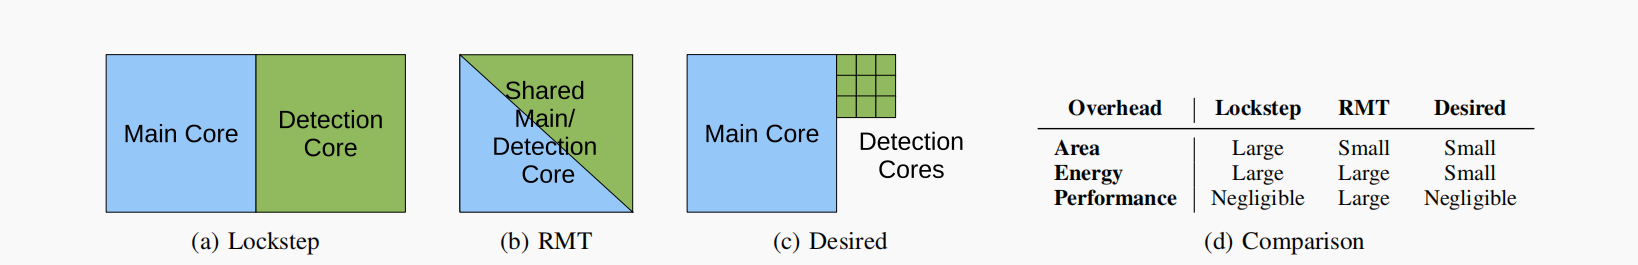 Main Core
Detection
Core
(a) Lockstep
Shared
Main/
Detection
Core
(b) RMT
Main Core
Detection
Cores
(c) Desired
Overhead Lockstep RMT Desired
Area Large Small Small
Energy Large Large Small
Performance Negligible Large Negligible
(d) Comparison